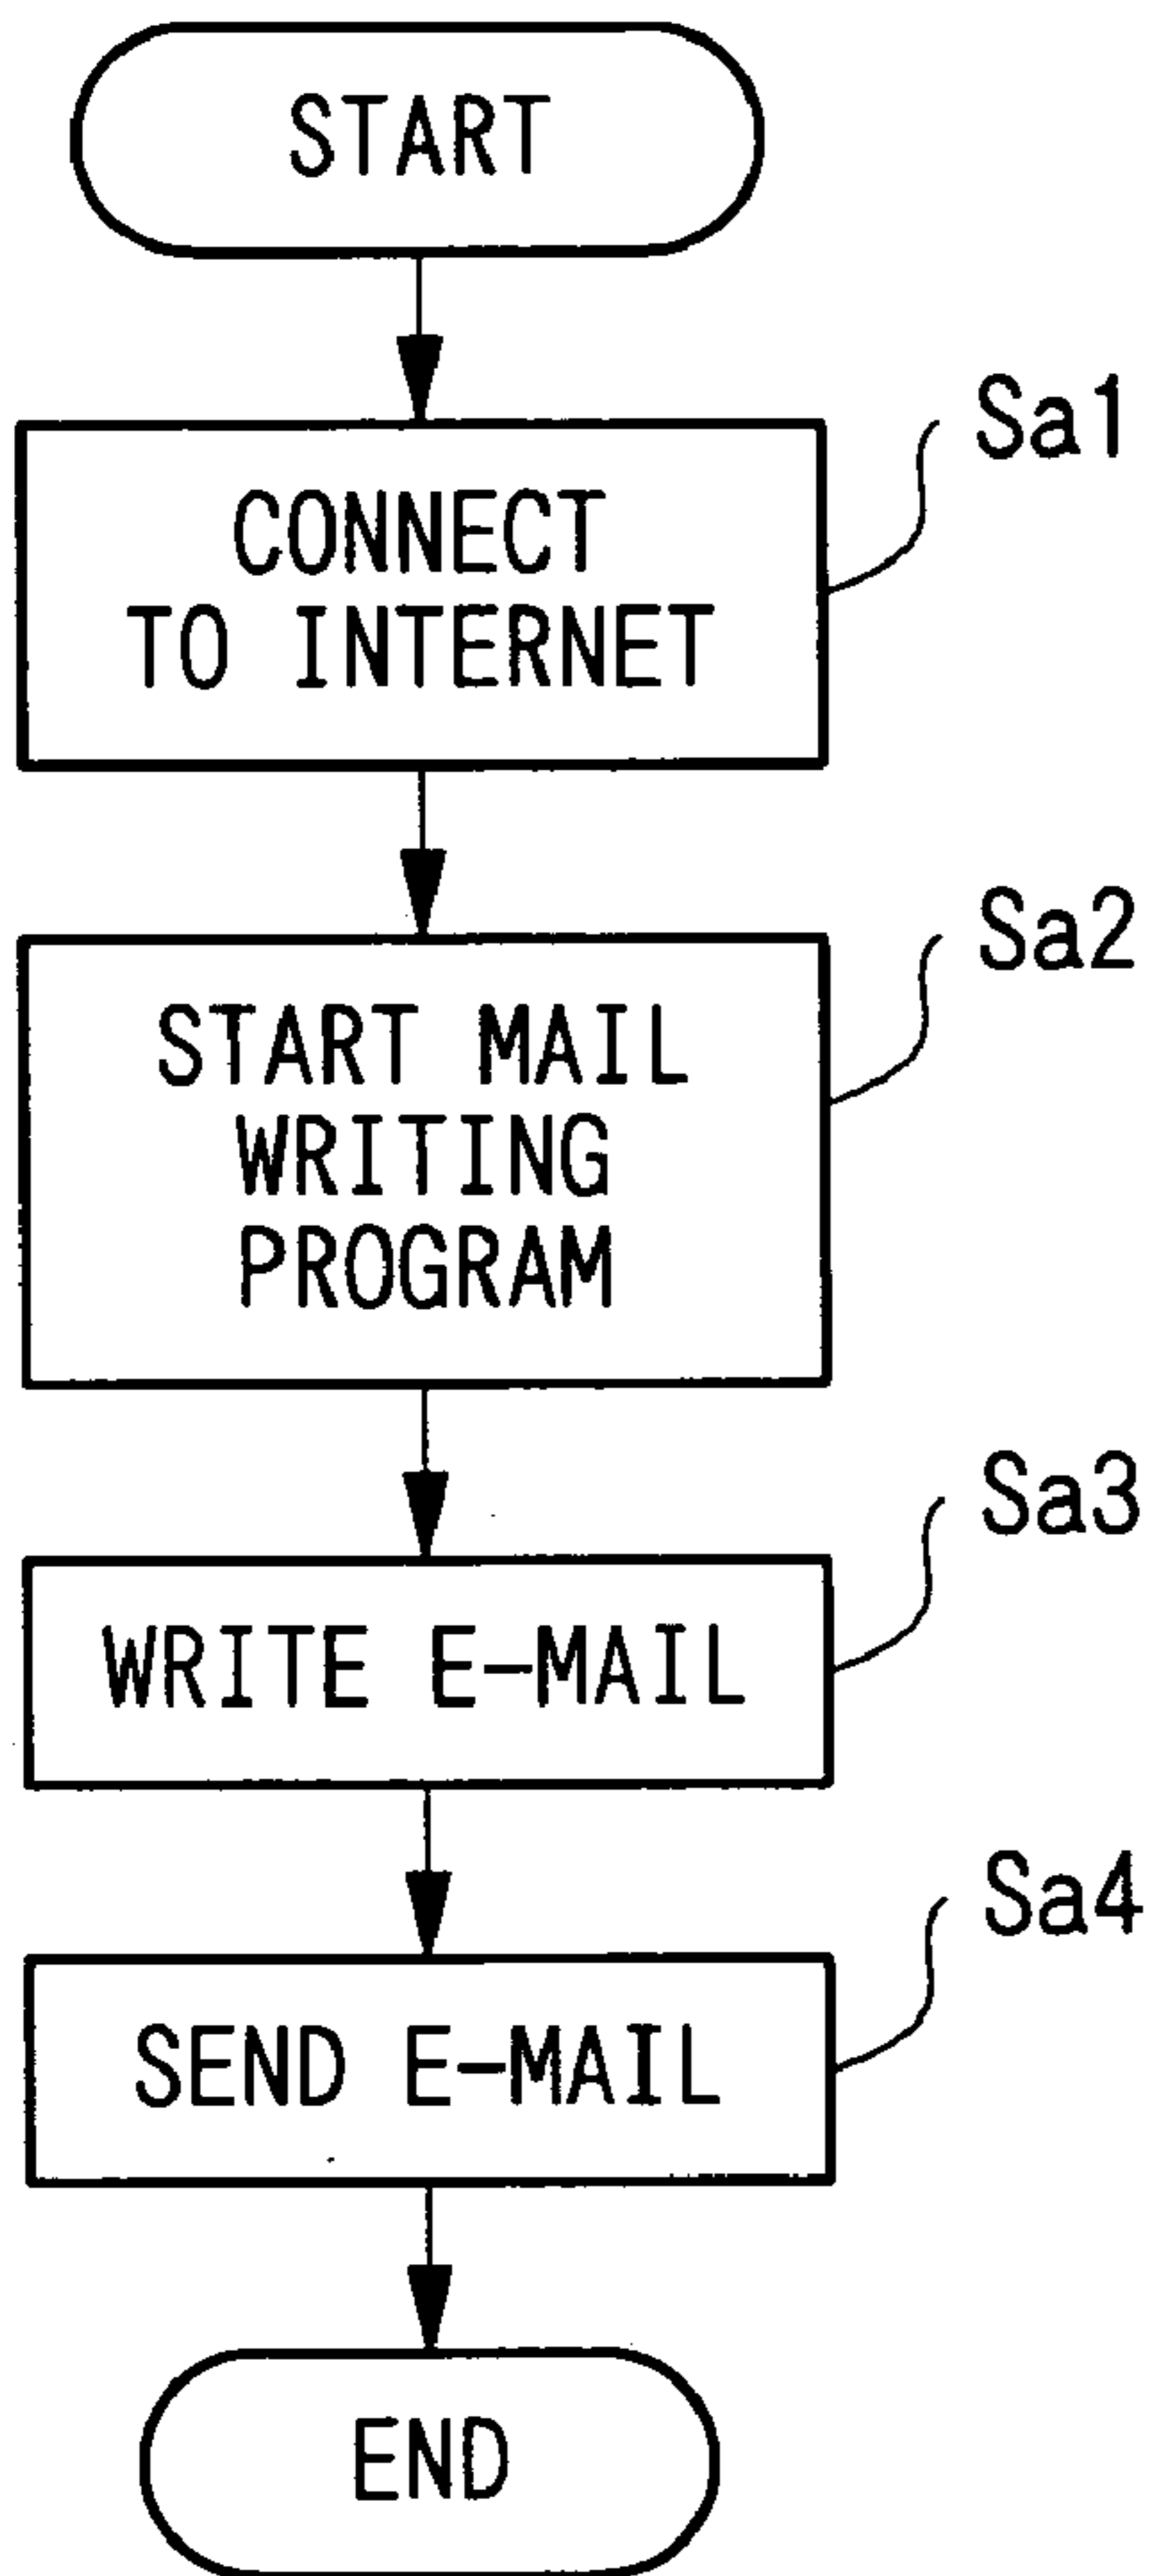 START
Sa1
CONNECT
TO INTERNET
Sa2
START MAIL
WRITING
PROGRAM
Sa3
WRITE E-MAIL
Sa4
SEND E-MAIL
END